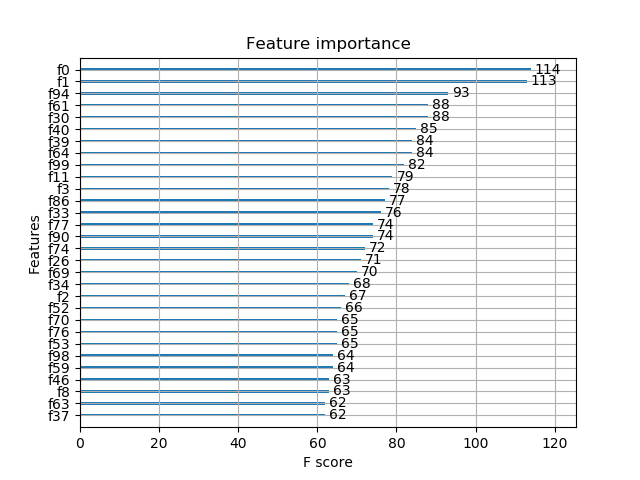 Feature importance
f0 114
f1 113
f94 93
f61 88
f30 88
f40 85
f39 84
f64 84
f99 82
f11 79
f3 78
f86 77
f33 76
f77 74
f90 74
f74 72
f26 71
f69 70
f34 68
f2 67
f52 66
f70 65
f76 65
f53 65
f98 64
f59 64
f46 63
f8 63
f63 62
f37 62
Features
0 20 40 60 80 100 120
F score